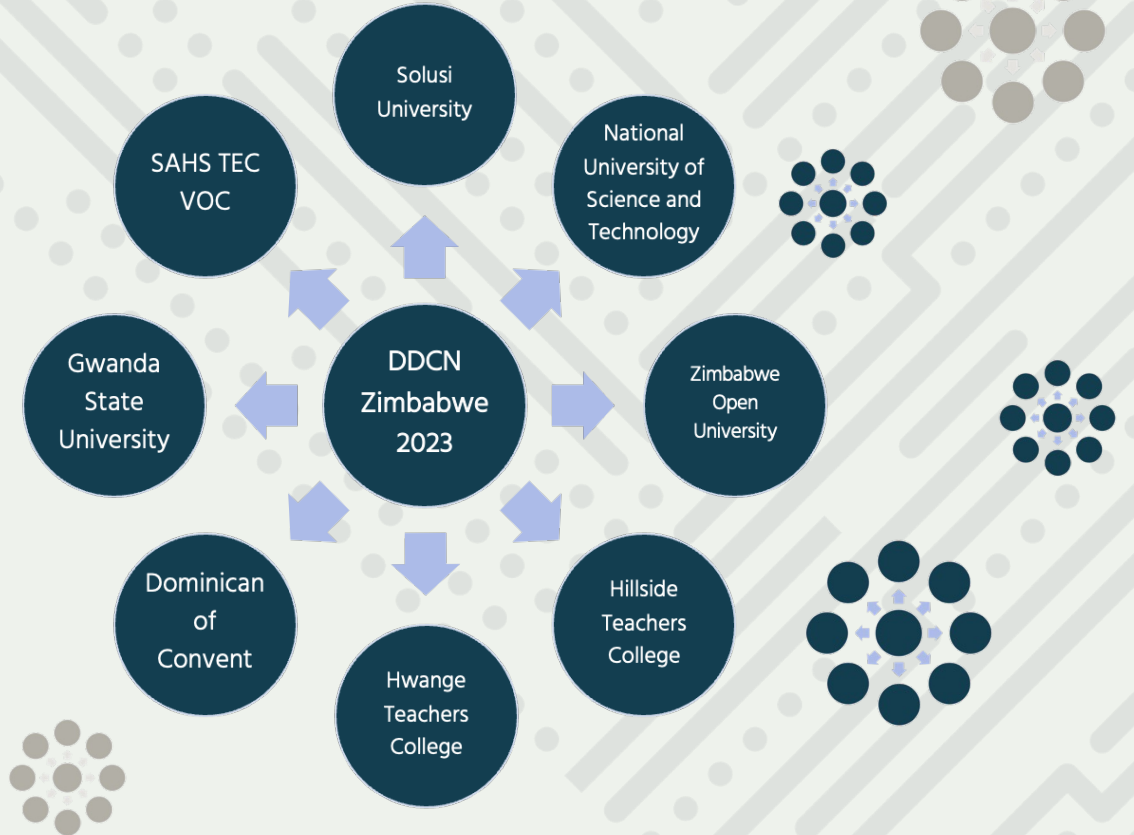 Solusi
University
National
University of
Science and
Technology
SAHS TEC
VOC
DDCN
Zimbabwe
2023
Gwanda
State
University
Zimbabwe
Open
University
Dominican
of
Convent
Hillside
Teachers
College
Hwange
Teachers
College